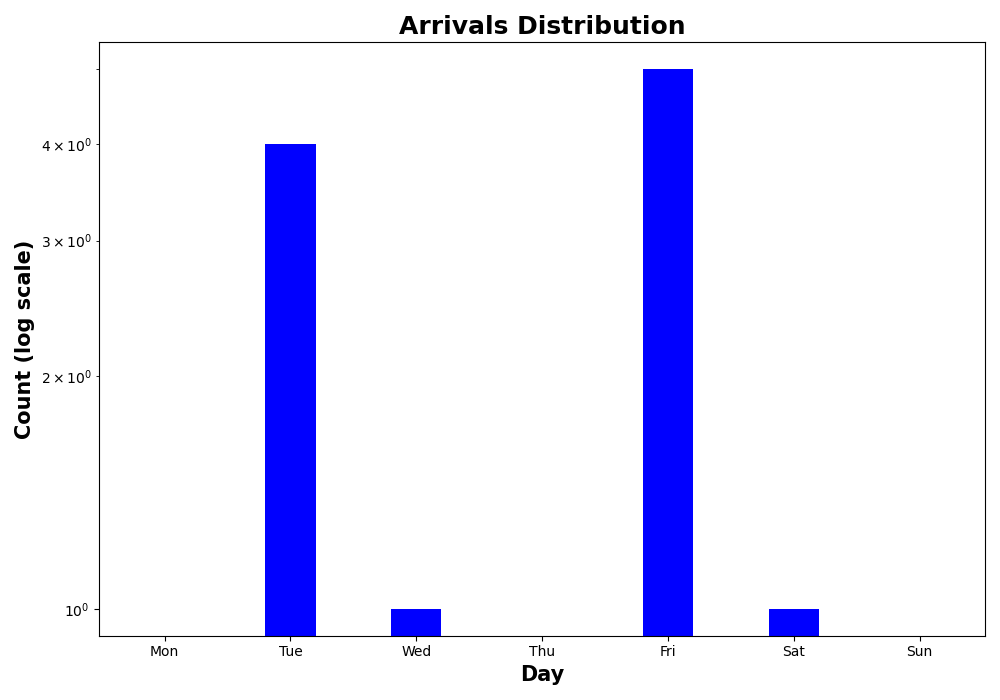 Arrivals Distribution
4 × 10⁰
3 × 10⁰
2 × 10⁰
10⁰
Count (log scale)
Mon Tue Wed Thu Fri Sat Sun
Day